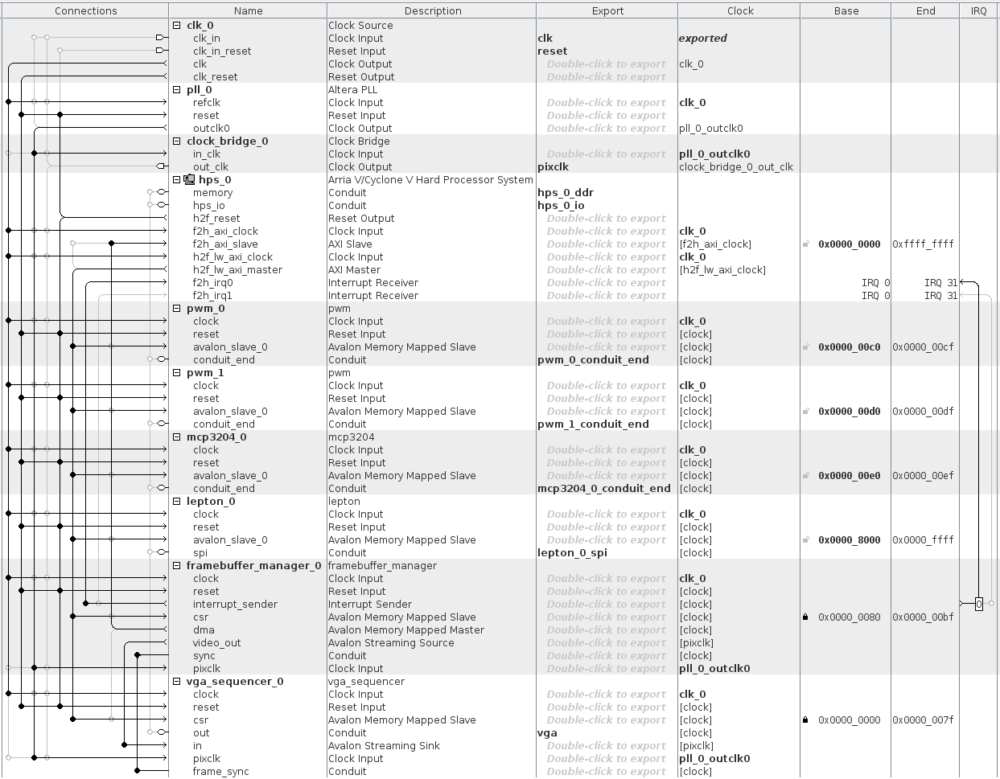 Connections Name Description Export Clock Base End IRQ
clk_0 Clock Source
clk_in Clock Input clk exported
clk_in_reset Reset Input reset
clk Clock Output Double-click to export clk_0
clk_reset Reset Output Double-click to export
pll_0 Altera PLL
refclk Clock Input Double-click to export clk_0
reset Reset Input Double-click to export
outclk0 Clock Output Double-click to export pll_0_outclk0
clock_bridge_0 Clock Bridge
in_clk Clock Input Double-click to export pll_0_outclk0
out_clk Clock Output pixclk clock_bridge_0_out_clk
hps_0 Arria V/Cyclone V Hard Processor System
memory Conduit hps_0_ddr
hps_io Conduit hps_0_io
h2f_reset Reset Output Double-click to export
f2h_axi_clock Clock Input Double-click to export clk_0
f2h_axi_slave AXI Slave Double-click to export [f2h_axi_clock] 0x0000_0000 0xffff_ffff
h2f_lw_axi_clock Clock Input Double-click to export clk_0
h2f_lw_axi_master AXI Master Double-click to export [h2f_lw_axi_clock]
f2h_irq0 Interrupt Receiver Double-click to export IRQ 0 IRQ 31
f2h_irq1 Interrupt Receiver Double-click to export IRQ 0 IRQ 31
pwm_0 pwm
clock Clock Input Double-click to export clk_0
reset Reset Input Double-click to export [clock]
avalon_slave_0 Avalon Memory Mapped Slave Double-click to export [clock] 0x0000_00c0 0x0000_00cf
conduit_end Conduit pwm_0_conduit_end [clock]
pwm_1 pwm
clock Clock Input Double-click to export clk_0
reset Reset Input Double-click to export [clock]
avalon_slave_0 Avalon Memory Mapped Slave Double-click to export [clock] 0x0000_00d0 0x0000_00df
conduit_end Conduit pwm_1_conduit_end [clock]
mcp3204_0 mcp3204
clock Clock Input Double-click to export clk_0
reset Reset Input Double-click to export [clock]
avalon_slave_0 Avalon Memory Mapped Slave Double-click to export [clock] 0x0000_00e0 0x0000_00ef
conduit_end Conduit mcp3204_0_conduit_end [clock]
lepton_0 lepton
clock Clock Input Double-click to export clk_0
reset Reset Input Double-click to export [clock]
avalon_slave_0 Avalon Memory Mapped Slave Double-click to export [clock] 0x0000_8000 0x0000_ffff
spi Conduit lepton_0_spi [clock]
framebuffer_manager_0 framebuffer_manager
clock Clock Input Double-click to export clk_0
reset Reset Input Double-click to export [clock]
interrupt_sender Interrupt Sender Double-click to export [clock] 0
csr Avalon Memory Mapped Slave Double-click to export [clock] 0x0000_0080 0x0000_00bf
dma Avalon Memory Mapped Master Double-click to export [clock]
video_out Avalon Streaming Source Double-click to export [pixclk]
sync Conduit Double-click to export [clock]
pixclk Clock Input Double-click to export pll_0_outclk0
vga_sequencer_0 vga_sequencer
clock Clock Input Double-click to export clk_0
reset Reset Input Double-click to export [clock]
csr Avalon Memory Mapped Slave Double-click to export [clock] 0x0000_0000 0x0000_007f
out Conduit vga [clock]
in Avalon Streaming Sink Double-click to export [pixclk]
pixclk Clock Input Double-click to export pll_0_outclk0
frame_sync Conduit Double-click to export [clock]